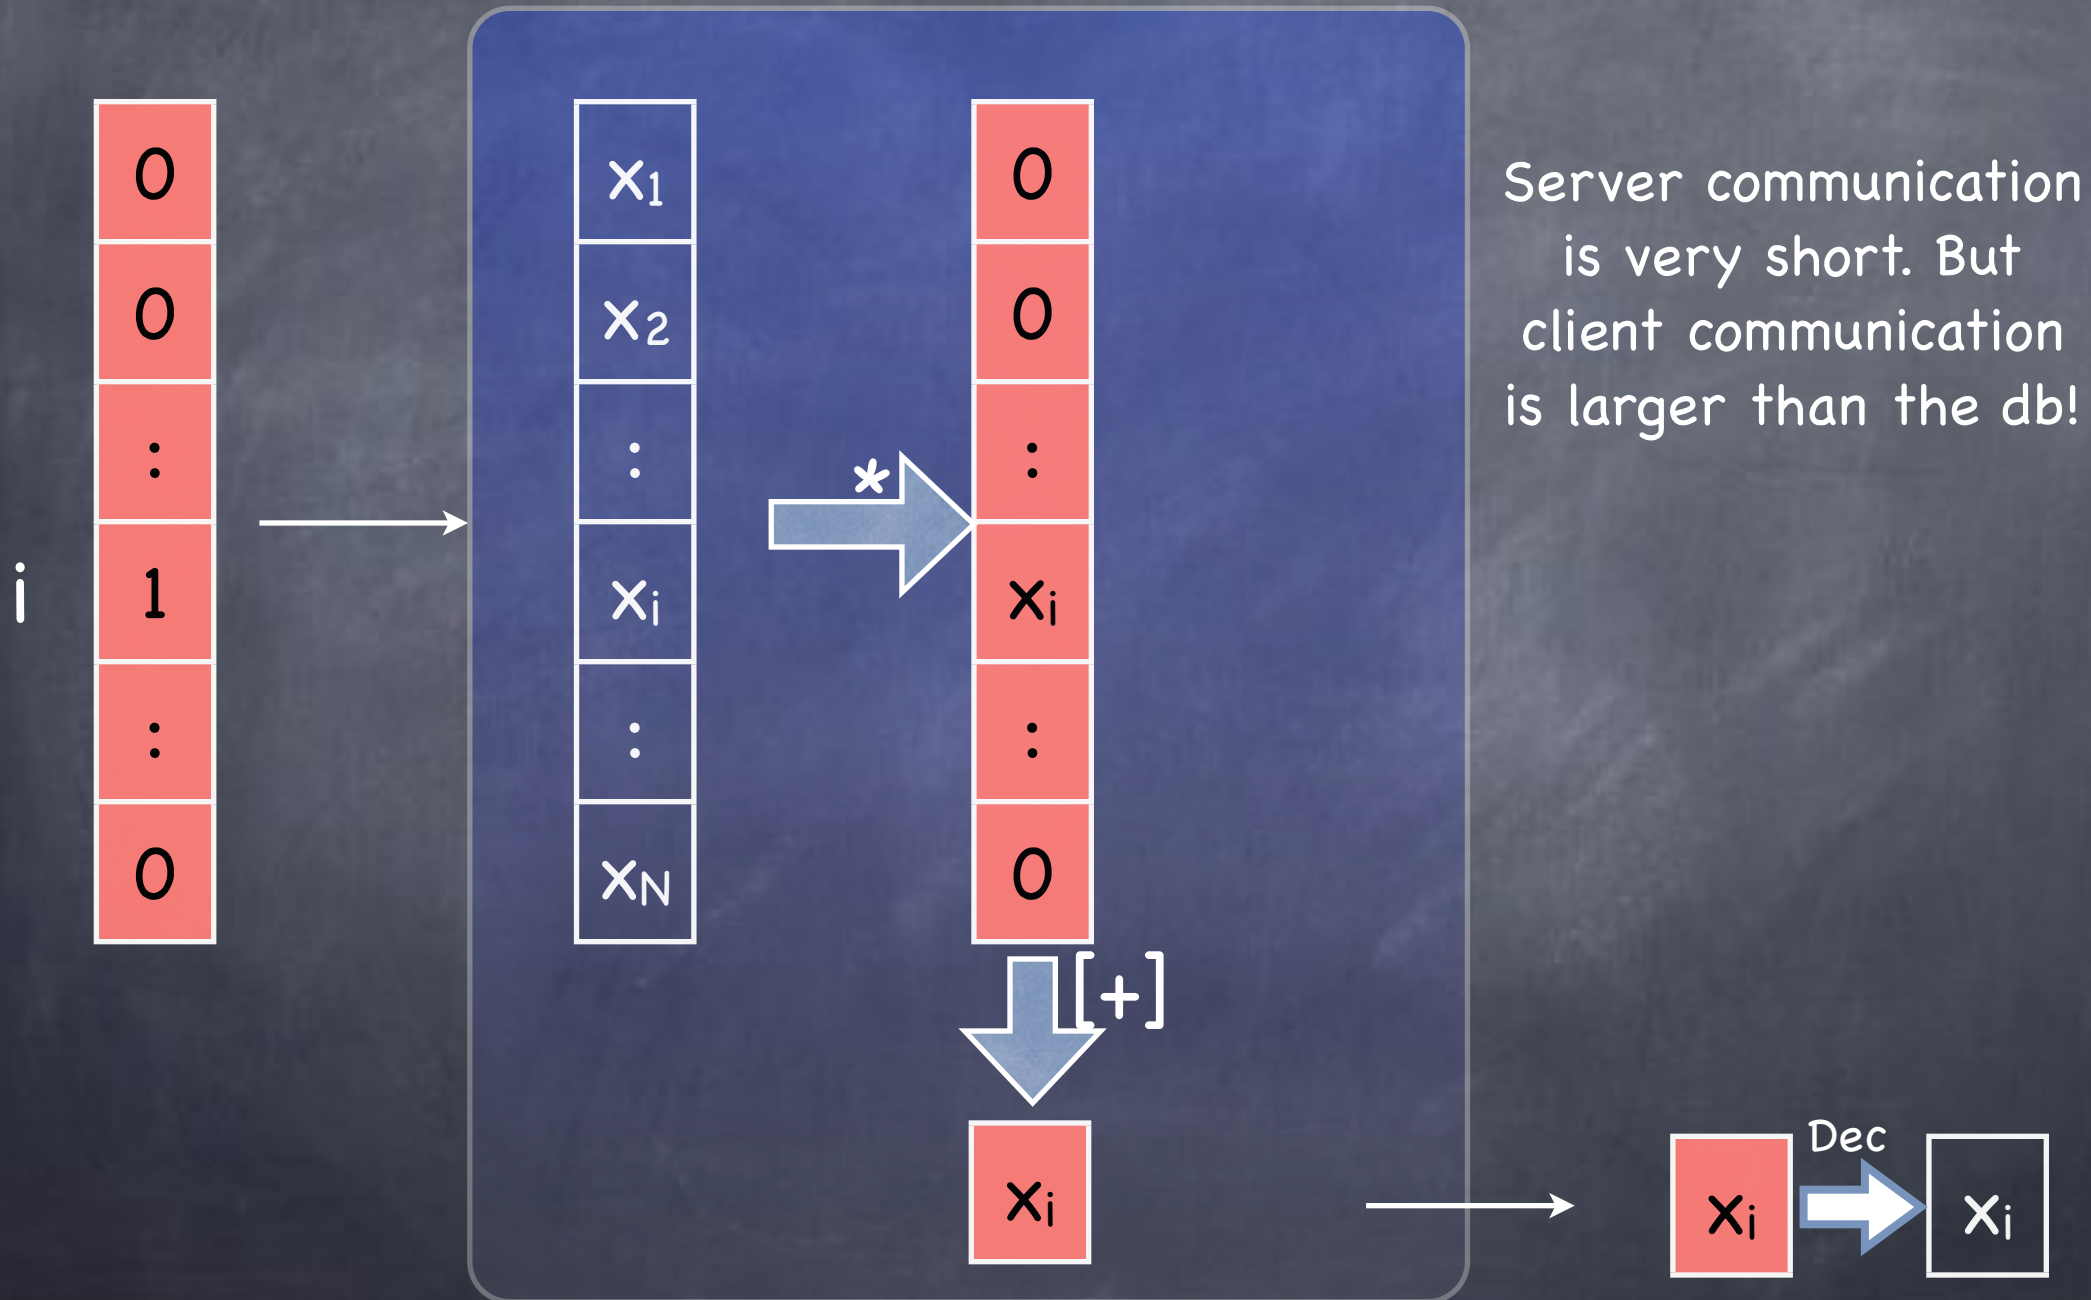 i
0
0
:
1
:
0
x₁
x₂
:
xᵢ
:
x_N
*
0
0
:
xᵢ
:
0
[+]
xᵢ
Server communication
is very short. But
client communication
is larger than the db!
xᵢ
Dec
xᵢ